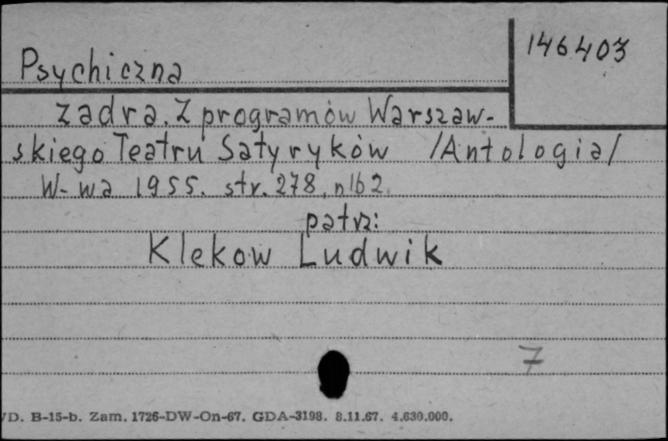 146403
Psychiczna
zadra. Z programów Warszaw-
skiego Teatru Satyryków /Antologia/
W-wa 1955. str. 278, nlb 2.
patrz:
Klekow Ludwik
7
D. B-15-b. Zam. 1726-DW-On-67. GDA-3198. 8.11.67. 4.630.000.